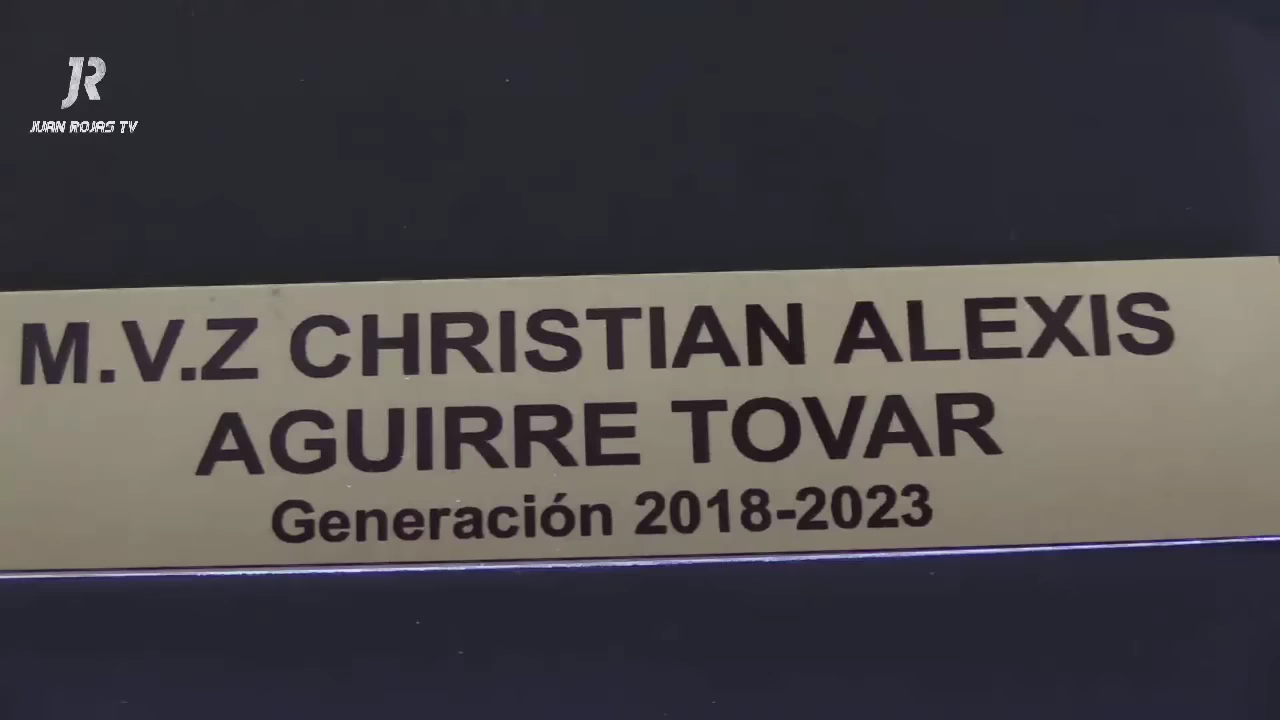 JR
JUAN ROJAS TV
M.V.Z CHRISTIAN ALEXIS
AGUIRRE TOVAR
Generación 2018-2023